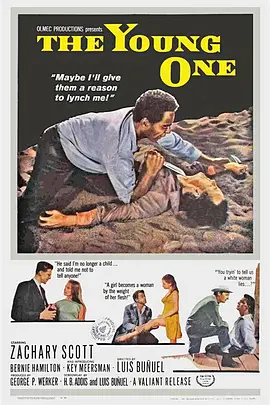 OLMEC PRODUCTIONS presents
THE YOUNG
ONE
"Maybe I'll give
them a reason
to lynch me!"
"He said I'm no longer a child...
and told me not to
tell anyone!"
"A girl becomes a woman
by the weight
of her flesh!"
"You tryin' to tell us
a white woman
lies....?"
STARRING
ZACHARY SCOTT
BERNIE HAMILTON
AND INTRODUCING
KEY MEERSMAN
DIRECTED BY
LUIS BUÑUEL
PRODUCED BY
GEORGE P. WERKER
SCREENPLAY BY
H.B. ADDIS and LUIS BUÑUEL
A VALIANT RELEASE